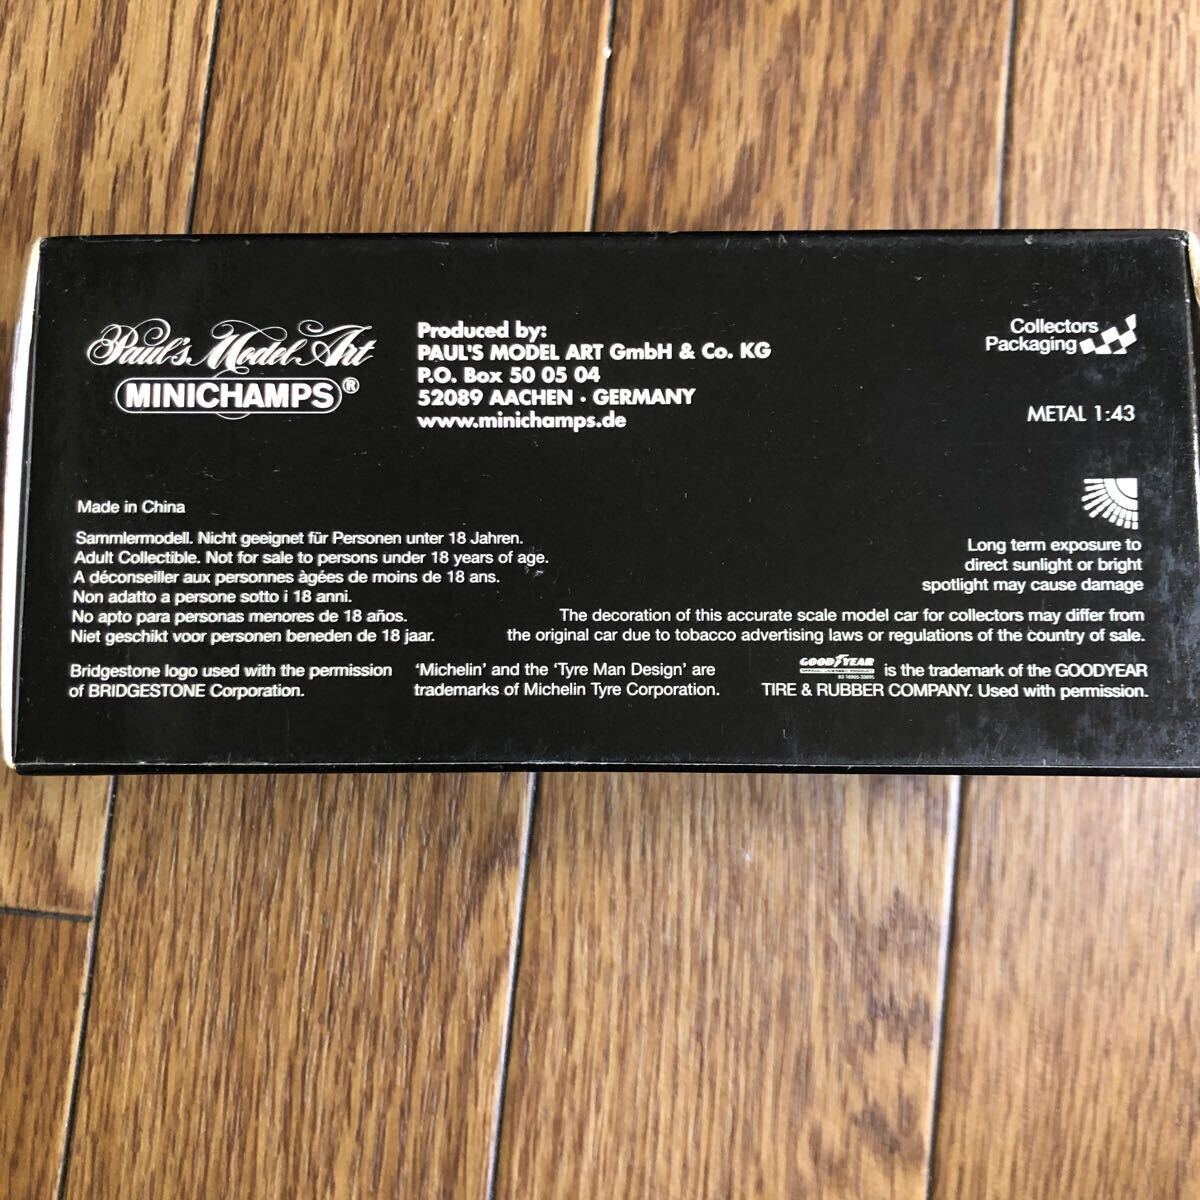 Paul's Model Art
MINICHAMPS®
Produced by:
PAUL'S MODEL ART GmbH & Co. KG
P.O. Box 50 05 04
52089 AACHEN · GERMANY
www.minichamps.de
Collectors
Packaging
METAL 1:43
Made in China
Sammlermodell. Nicht geeignet für Personen unter 18 Jahren.
Adult Collectible. Not for sale to persons under 18 years of age.
A déconseiller aux personnes âgées de moins de 18 ans.
Non adatto a persone sotto i 18 anni.
No apto para personas menores de 18 años.
Niet geschikt voor personen beneden de 18 jaar.
Long term exposure to
direct sunlight or bright
spotlight may cause damage
The decoration of this accurate scale model car for collectors may differ from
the original car due to tobacco advertising laws or regulations of the country of sale.
Bridgestone logo used with the permission
of BRIDGESTONE Corporation.
'Michelin' and the 'Tyre Man Design' are
trademarks of Michelin Tyre Corporation.
GOODYEAR is the trademark of the GOODYEAR
TIRE & RUBBER COMPANY. Used with permission.